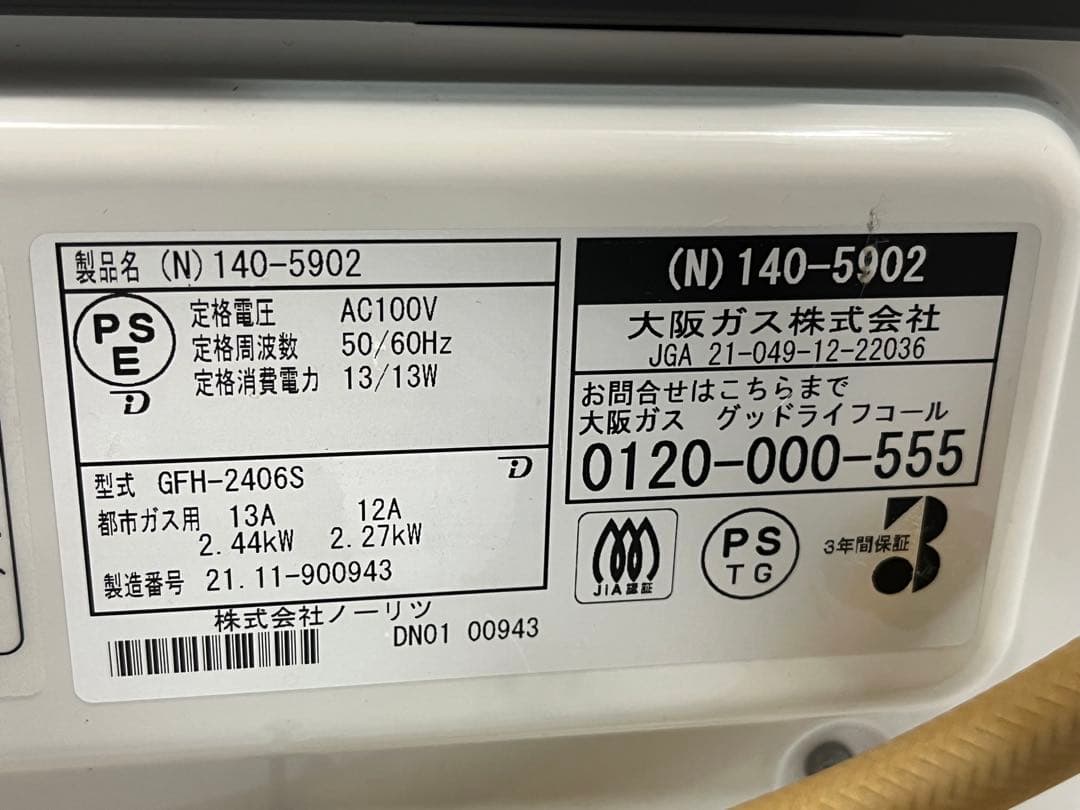 製品名 (N)140-5902
PS
E
定格電圧 AC100V
定格周波数 50/60Hz
定格消費電力 13/13W
型式 GFH-2406S
都市ガス用 13A 12A
2.44kW 2.27kW
製造番号 21.11-900943
株式会社ノーリツ
DN01 00943
(N)140-5902
大阪ガス株式会社
JGA 21-049-12-22036
お問合せはこちらまで
大阪ガス グッドライフコール
0120-000-555
JIA認証
PS
TG
3年間保証
3